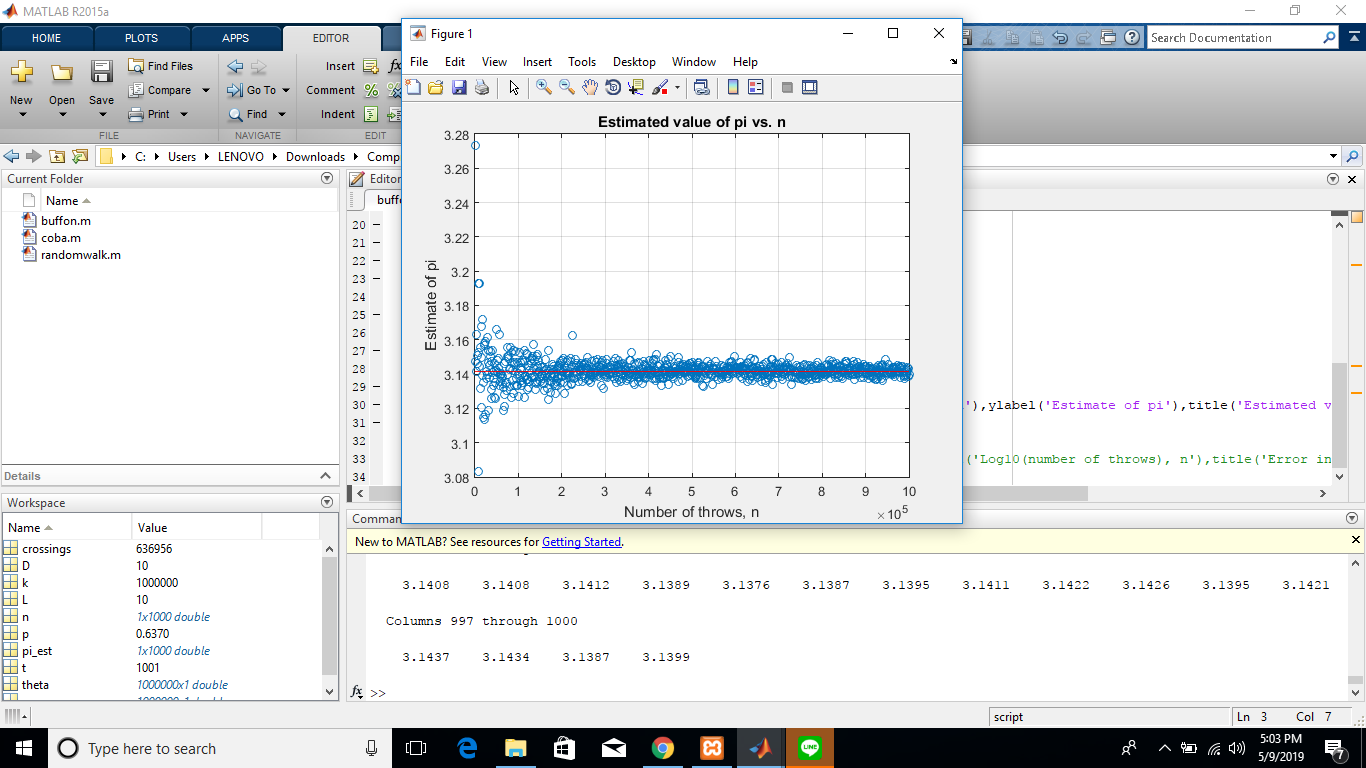 MATLAB R2015a
HOME PLOTS APPS EDITOR
Search Documentation
New Open Save Find Files Compare Print
Go To Find
Insert fx
Comment
Indent
FILE NAVIGATE EDIT
C: Users LENOVO Downloads Comp
Current Folder
Name
buffon.m
coba.m
randomwalk.m
Details
Workspace
Name Value
crossings 636956
D 10
k 1000000
L 10
n 1x1000 double
p 0.6370
pi_est 1x1000 double
t 1001
theta 1000000x1 double
Editor
buff
20
21
22
23
24
25
26
27
28
29
30
31
32
33
34
'),ylabel('Estimate of pi'),title('Estimated v
('Log10(number of throws), n'),title('Error in
Figure 1
File Edit View Insert Tools Desktop Window Help
Estimated value of pi vs. n
Estimate of pi
3.28
3.26
3.24
3.22
3.2
3.18
3.16
3.14
3.12
3.1
3.08
0 1 2 3 4 5 6 7 8 9 10
Number of throws, n
×10⁵
Comman
New to MATLAB? See resources for Getting Started.
3.1408 3.1408 3.1412 3.1389 3.1376 3.1387 3.1395 3.1411 3.1422 3.1426 3.1395 3.1421
Columns 997 through 1000
3.1437 3.1434 3.1387 3.1399
fx >>
script Ln 3 Col 7
Type here to search
LINE
5:03 PM
5/9/2019
7